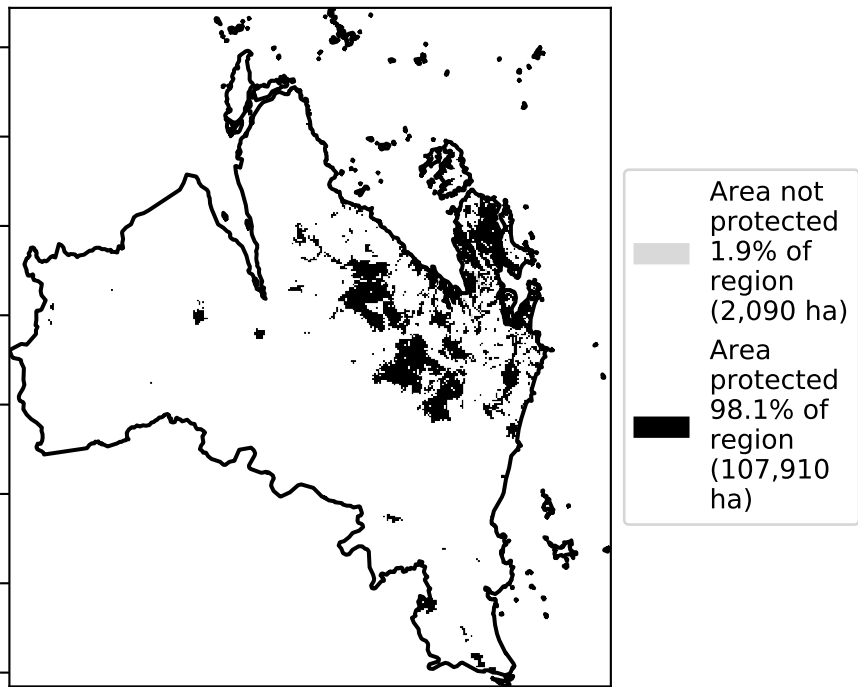 Area not
protected
1.9% of
region
(2,090 ha)
Area
protected
98.1% of
region
(107,910
ha)